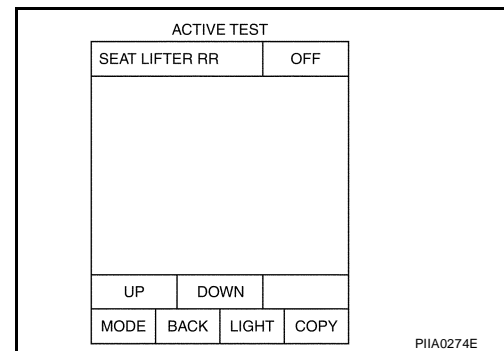 ACTIVE TEST
SEAT LIFTER RR OFF
UP DOWN
MODE BACK LIGHT COPY
PIIA0274E